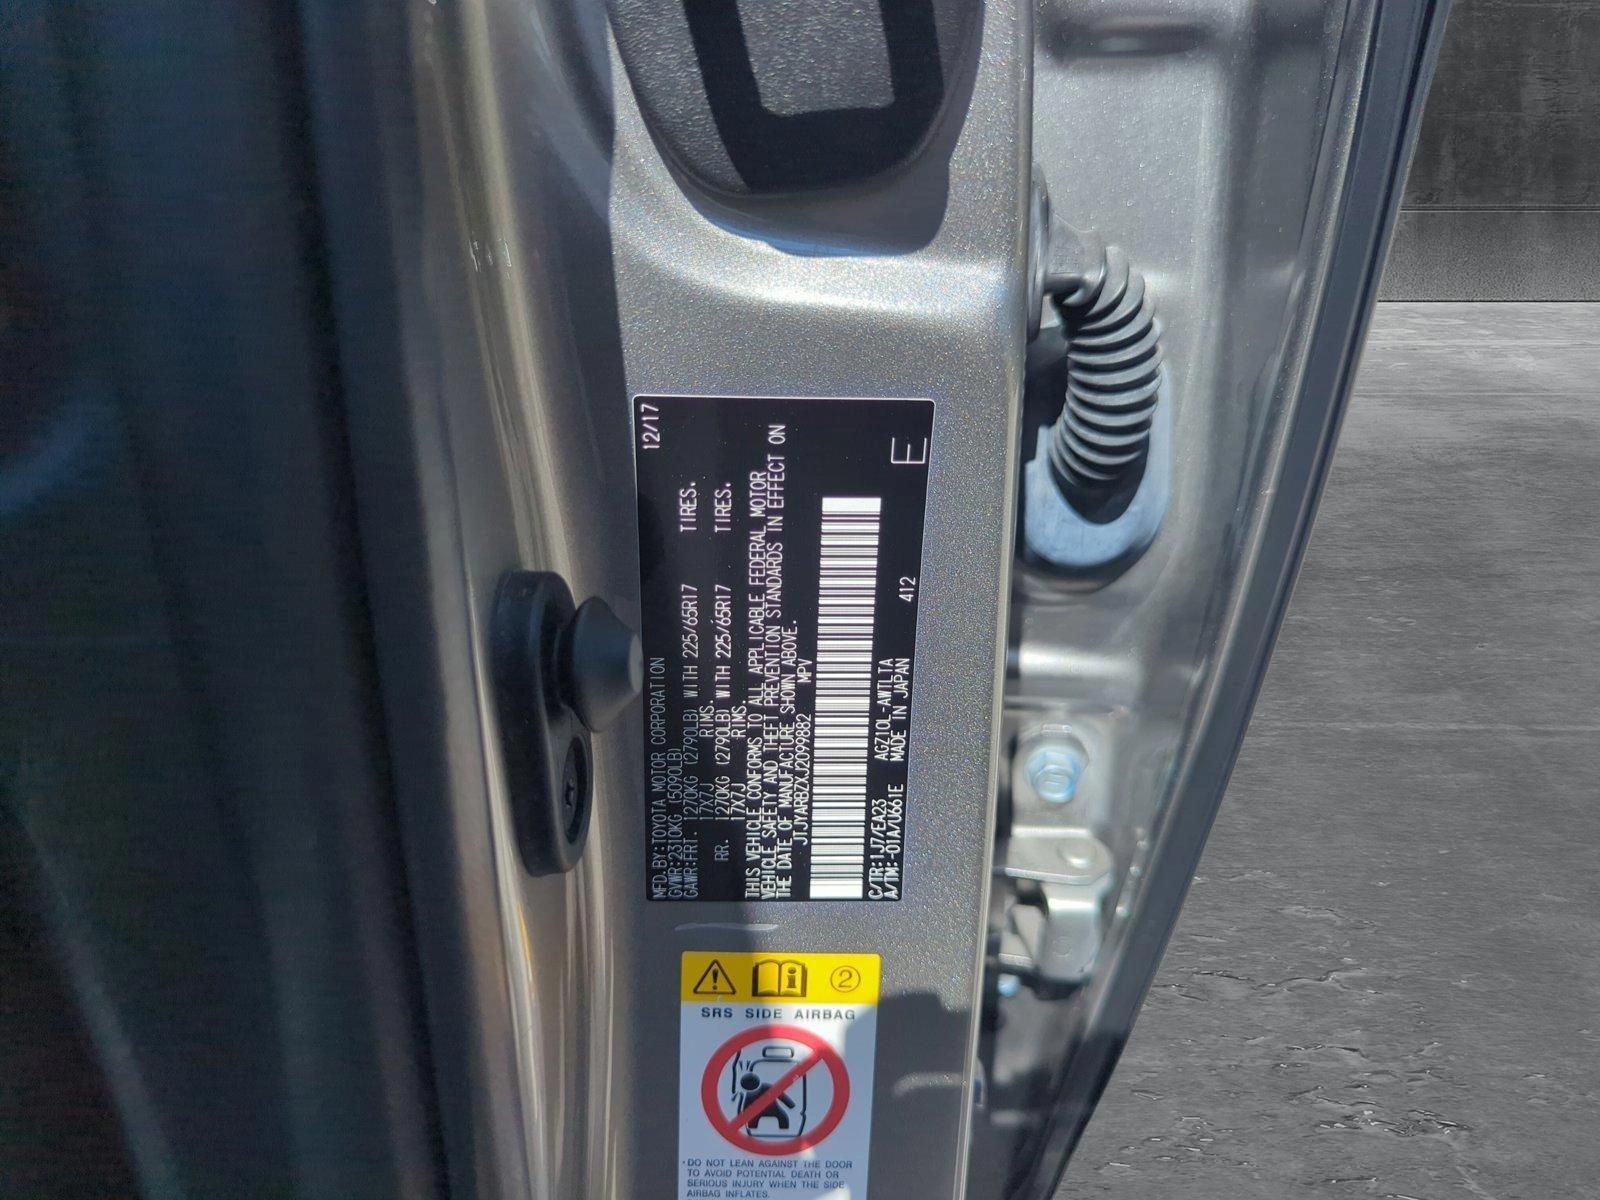 12/17
MFD.BY:TOYOTA MOTOR CORPORATION
GVWR:2310KG (5090LB)
GAWR:FRT. 1270KG (2790LB) WITH 225/65R17 TIRES.
17X7J RIMS.
RR. 1270KG (2790LB) WITH 225/65R17 TIRES.
17X7J RIMS.
THIS VEHICLE CONFORMS TO ALL APPLICABLE FEDERAL MOTOR
VEHICLE SAFETY AND THEFT PREVENTION STANDARDS IN EFFECT ON
THE DATE OF MANUFACTURE SHOWN ABOVE.
JTJYARBZXJ2099882 MPV
C/TR:1J7/EA23 AGZ10L-AWTLTA
A/TM:-01A/U661E MADE IN JAPAN 412
E
2
SRS SIDE AIRBAG
·DO NOT LEAN AGAINST THE DOOR
TO AVOID POTENTIAL DEATH OR
SERIOUS INJURY WHEN THE SIDE
AIRBAG INFLATES.